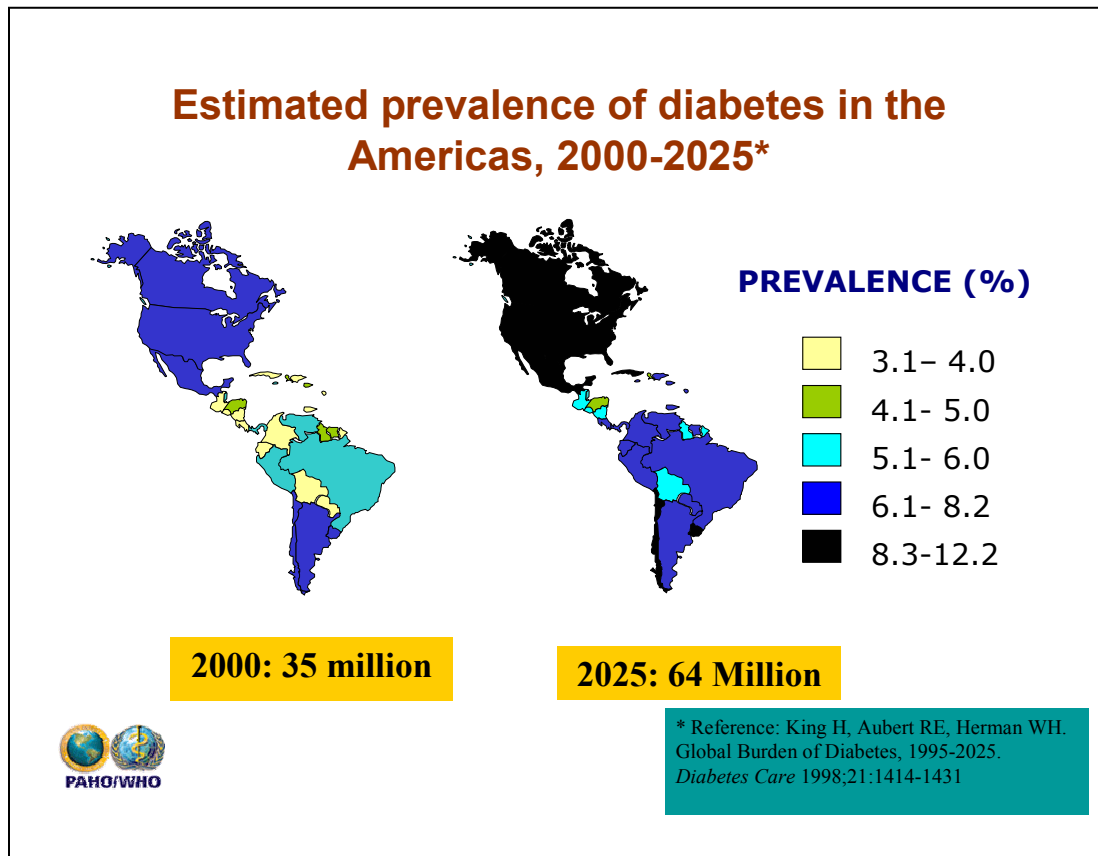 Estimated prevalence of diabetes in the
Americas, 2000-2025*
PREVALENCE (%)
3.1– 4.0
4.1- 5.0
5.1- 6.0
6.1- 8.2
8.3-12.2
2000: 35 million
2025: 64 Million
* Reference: King H, Aubert RE, Herman WH.
Global Burden of Diabetes, 1995-2025.
Diabetes Care 1998;21:1414-1431
PAHO/WHO